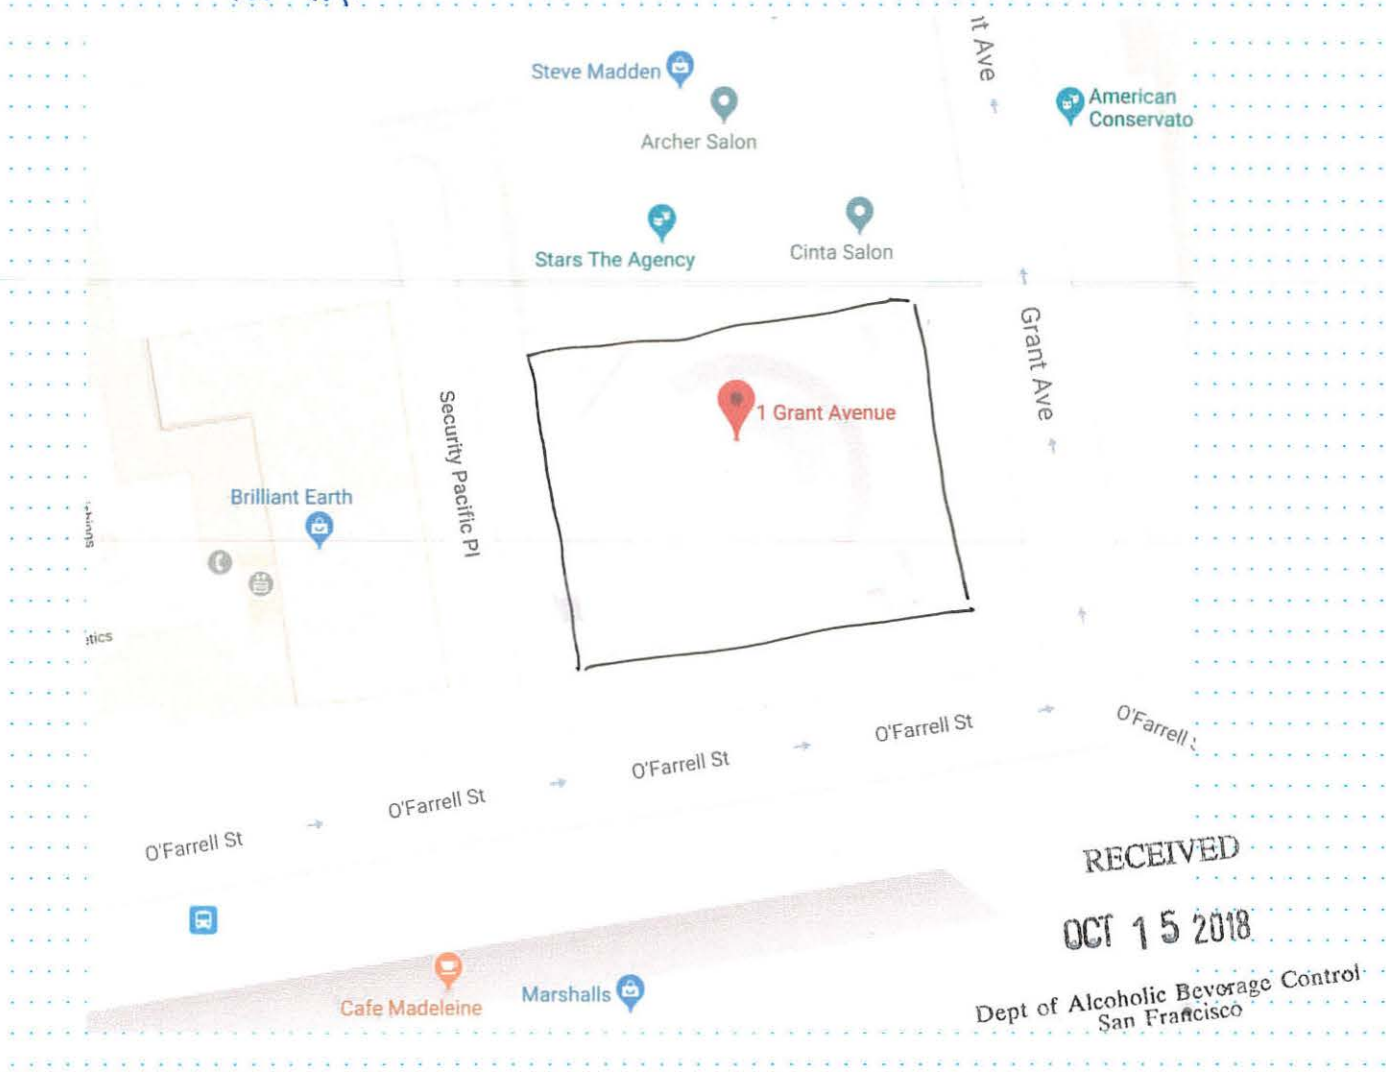 Steve Madden
Archer Salon
American
Conservato
Stars The Agency
Cinta Salon
Grant Ave
1 Grant Avenue
Security Pacific Pl
Brilliant Earth
tics
O'Farrell St
O'Farrell St
O'Farrell St
O'Farrell St
O'Farrell
Cafe Madeleine
Marshalls
RECEIVED
OCT 15 2018
Dept of Alcoholic Beverage Control
San Francisco
nt Ave